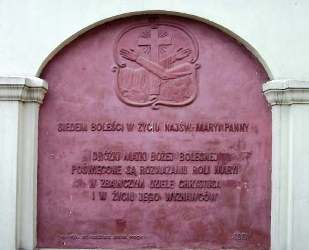 SIEDEM BOLEŚCI W ŻYCIU NAJŚW. MARYI PANNY
DRÓŻKI MATKI BOŻEJ BOLESNEJ
POŚWIĘCONE SĄ ROZWAŻANIU ROLI MARYI
W ZBAWCZYM DZIELE CHRYSTUSA
I W ŻYCIU JEGO WYZNAWCÓW